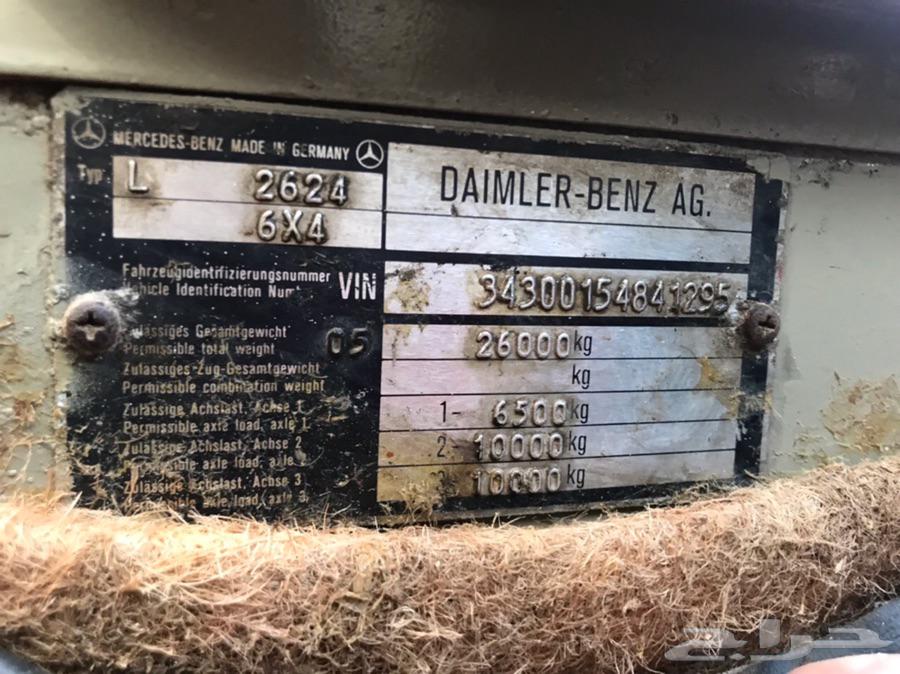 MERCEDES-BENZ MADE IN GERMANY
Typ L 2624
6X4
DAIMLER-BENZ AG.
Fahrzeugidentifizierungsnummer
Vehicle Identification Number VIN 34300154841295
Zulässiges Gesamtgewicht
Permissible total weight 05 26000 kg
Zulässiges-Zug-Gesamtgewicht
Permissible combination weight kg
Zulässige Achslast, Achse 1
Permissible axle load, axle 1 1- 6500 kg
Zulässige Achslast, Achse 2
Permissible axle load, axle 2- 10000 kg
Zulässige Achslast, Achse 3
Permissible axle load, axle 3. 10000 kg
حراج